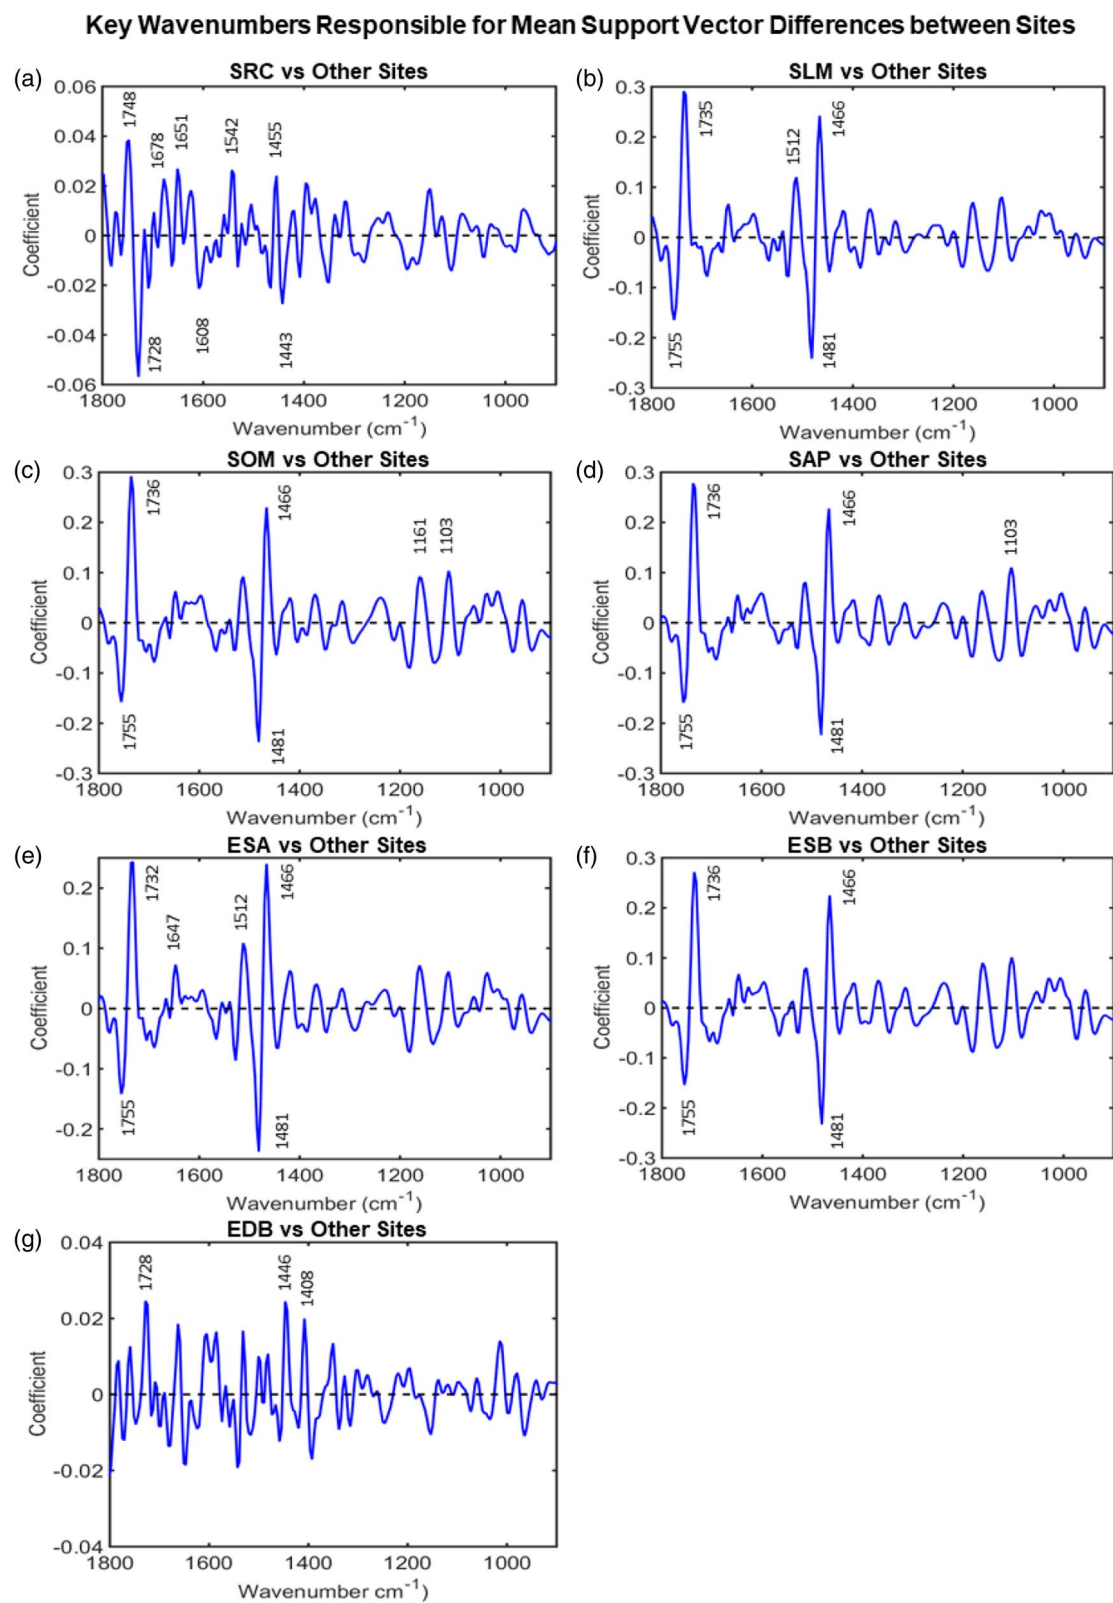 Key Wavenumbers Responsible for Mean Support Vector Differences between Sites
(a)
SRC vs Other Sites
0.06
0.04
0.02
0
-0.02
-0.04
-0.06
Coefficient
1748
1728
1678
1651
1608
1542
1455
1443
1800 1600 1400 1200 1000
Wavenumber (cm-1)
(b)
SLM vs Other Sites
0.3
0.2
0.1
0
-0.1
-0.2
-0.3
Coefficient
1755
1735
1512
1481
1466
1800 1600 1400 1200 1000
Wavenumber (cm-1)
(c)
SOM vs Other Sites
0.3
0.2
0.1
0
-0.1
-0.2
-0.3
Coefficient
1755
1736
1481
1466
1161
1103
1800 1600 1400 1200 1000
Wavenumber (cm-1)
(d)
SAP vs Other Sites
0.3
0.2
0.1
0
-0.1
-0.2
-0.3
Coefficient
1755
1736
1481
1466
1103
1800 1600 1400 1200 1000
Wavenumber (cm-1)
(e)
ESA vs Other Sites
0.2
0.1
0
-0.1
-0.2
Coefficient
1755
1732
1647
1512
1481
1466
1800 1600 1400 1200 1000
Wavenumber (cm-1)
(f)
ESB vs Other Sites
0.3
0.2
0.1
0
-0.1
-0.2
-0.3
Coefficient
1755
1736
1481
1466
1800 1600 1400 1200 1000
Wavenumber (cm-1)
(g)
EDB vs Other Sites
0.04
0.02
0
-0.02
-0.04
Coefficient
1728
1446
1408
1800 1600 1400 1200 1000
Wavenumber cm-1)